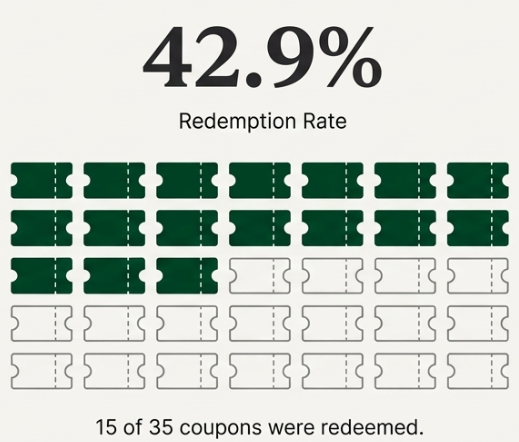 42.9%
Redemption Rate
15 of 35 coupons were redeemed.